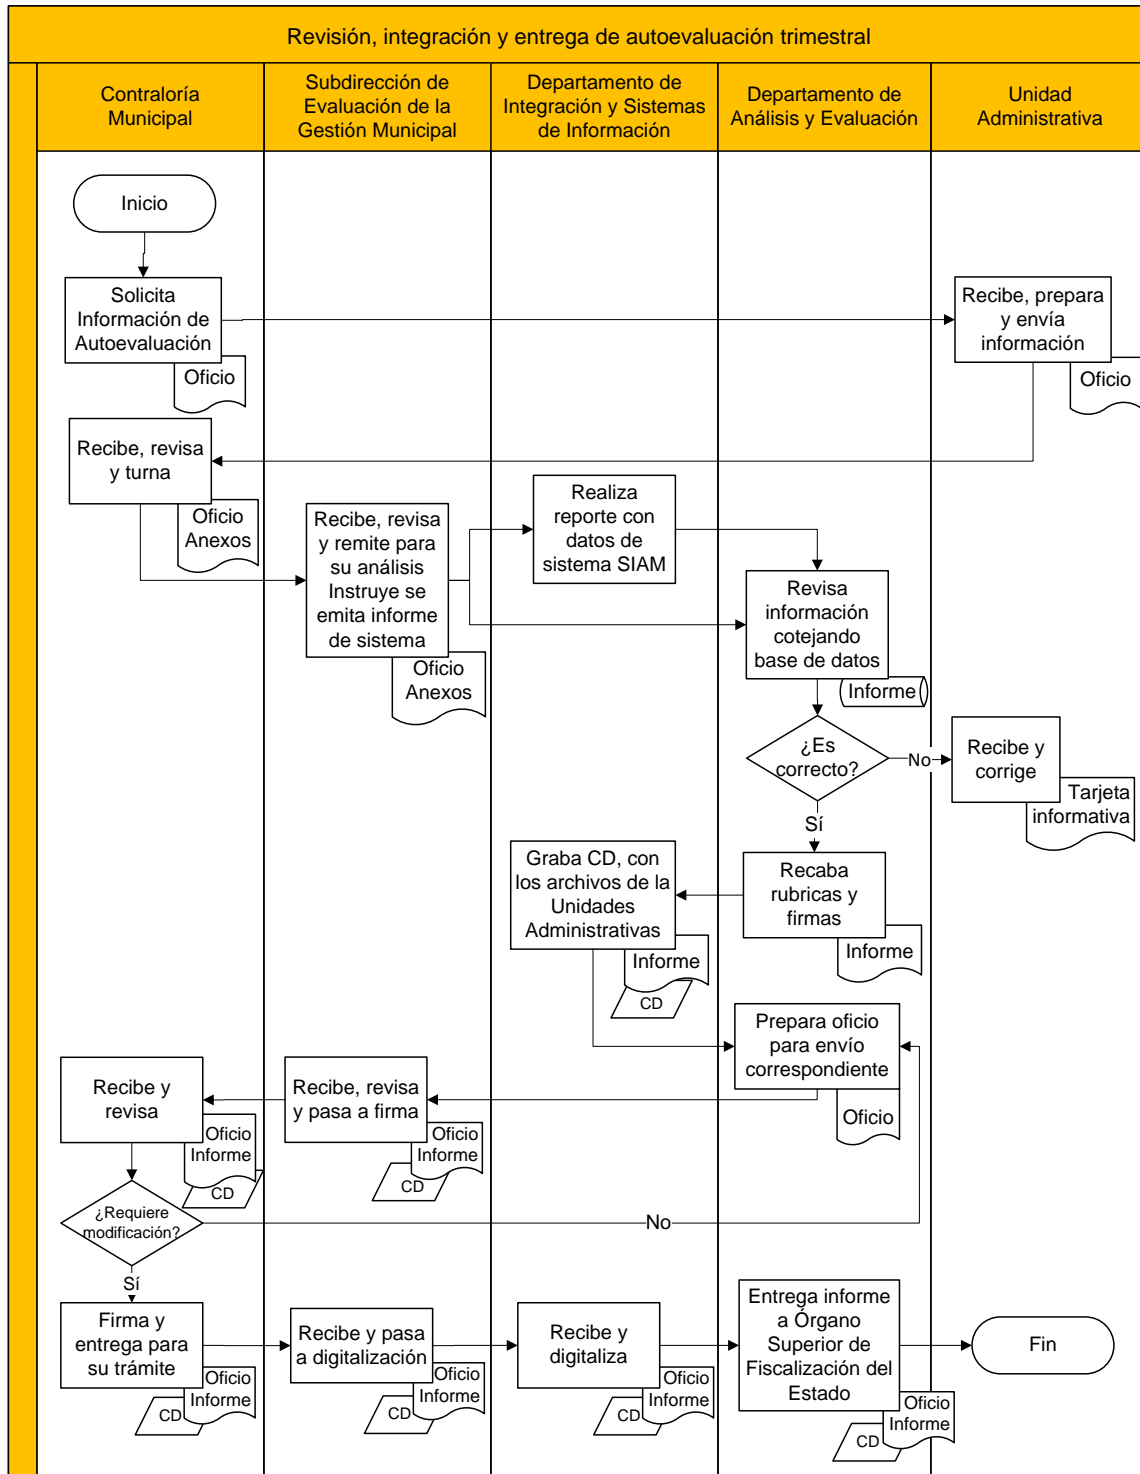 Revisión, integración y entrega de autoevaluación trimestral
Contraloría
Municipal
Subdirección de
Evaluación de la
Gestión Municipal
Departamento de
Integración y Sistemas
de Información
Departamento de
Análisis y Evaluación
Unidad
Administrativa
Inicio
Solicita
Información de
Autoevaluación
Oficio
Recibe, prepara
y envía
información
Oficio
Recibe, revisa
y turna
Oficio
Anexos
Recibe, revisa
y remite para
su análisis
Instruye se
emita informe
de sistema
Oficio
Anexos
Realiza
reporte con
datos de
sistema SIAM
Revisa
información
cotejando
base de datos
Informe
¿Es
correcto?
No
Recibe y
corrige
Tarjeta
informativa
Sí
Recaba
rubricas y
firmas
Informe
Graba CD, con
los archivos de la
Unidades
Administrativas
Informe
CD
Prepara oficio
para envío
correspondiente
Oficio
Recibe, revisa
y pasa a firma
Oficio
Informe
CD
Recibe y
revisa
Oficio
Informe
CD
¿Requiere
modificación?
No
Sí
Firma y
entrega para
su trámite
Oficio
Informe
CD
Recibe y pasa
a digitalización
Oficio
Informe
CD
Recibe y
digitaliza
Oficio
Informe
CD
Entrega informe
a Órgano
Superior de
Fiscalización del
Estado
Oficio
Informe
CD
Fin